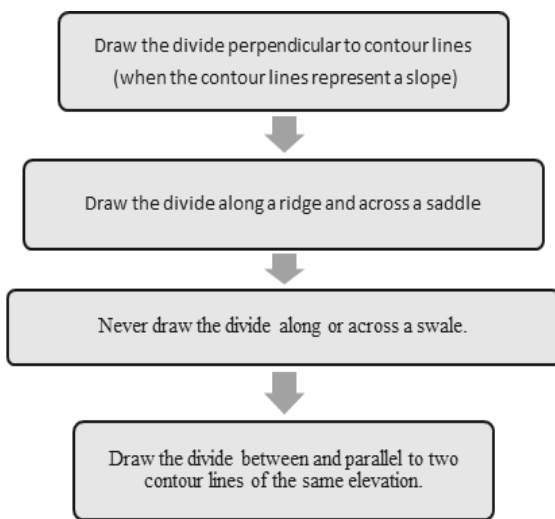 Draw the divide perpendicular to contour lines
(when the contour lines represent a slope)
Draw the divide along a ridge and across a saddle
Never draw the divide along or across a swale.
Draw the divide between and parallel to two
contour lines of the same elevation.